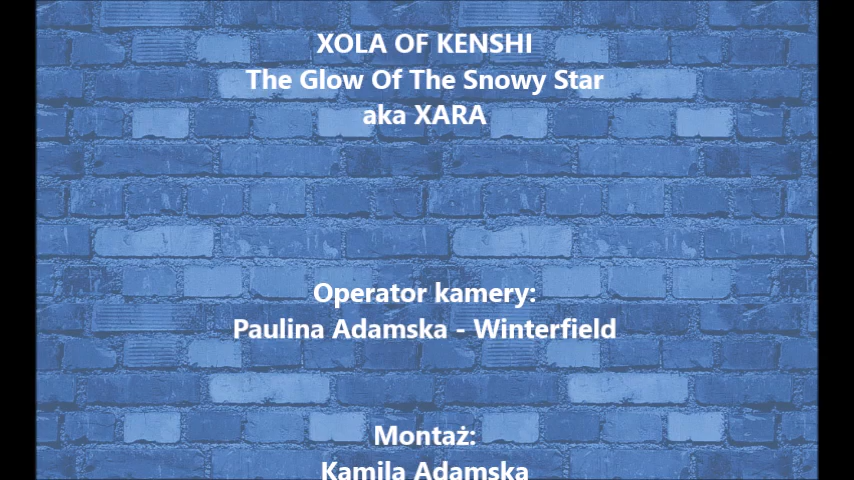 XOLA OF KENSHI
The Glow Of The Snowy Star
aka XARA
Operator kamery:
Paulina Adamska - Winterfield
Montaż:
Kamila Adamska